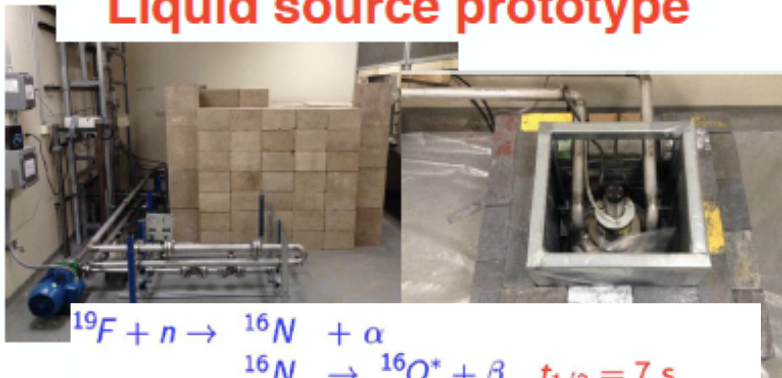 Liquid source prototype
¹⁹F + n → ¹⁶N + α
¹⁶N → ¹⁶O* + β t₁/₂ = 7 s